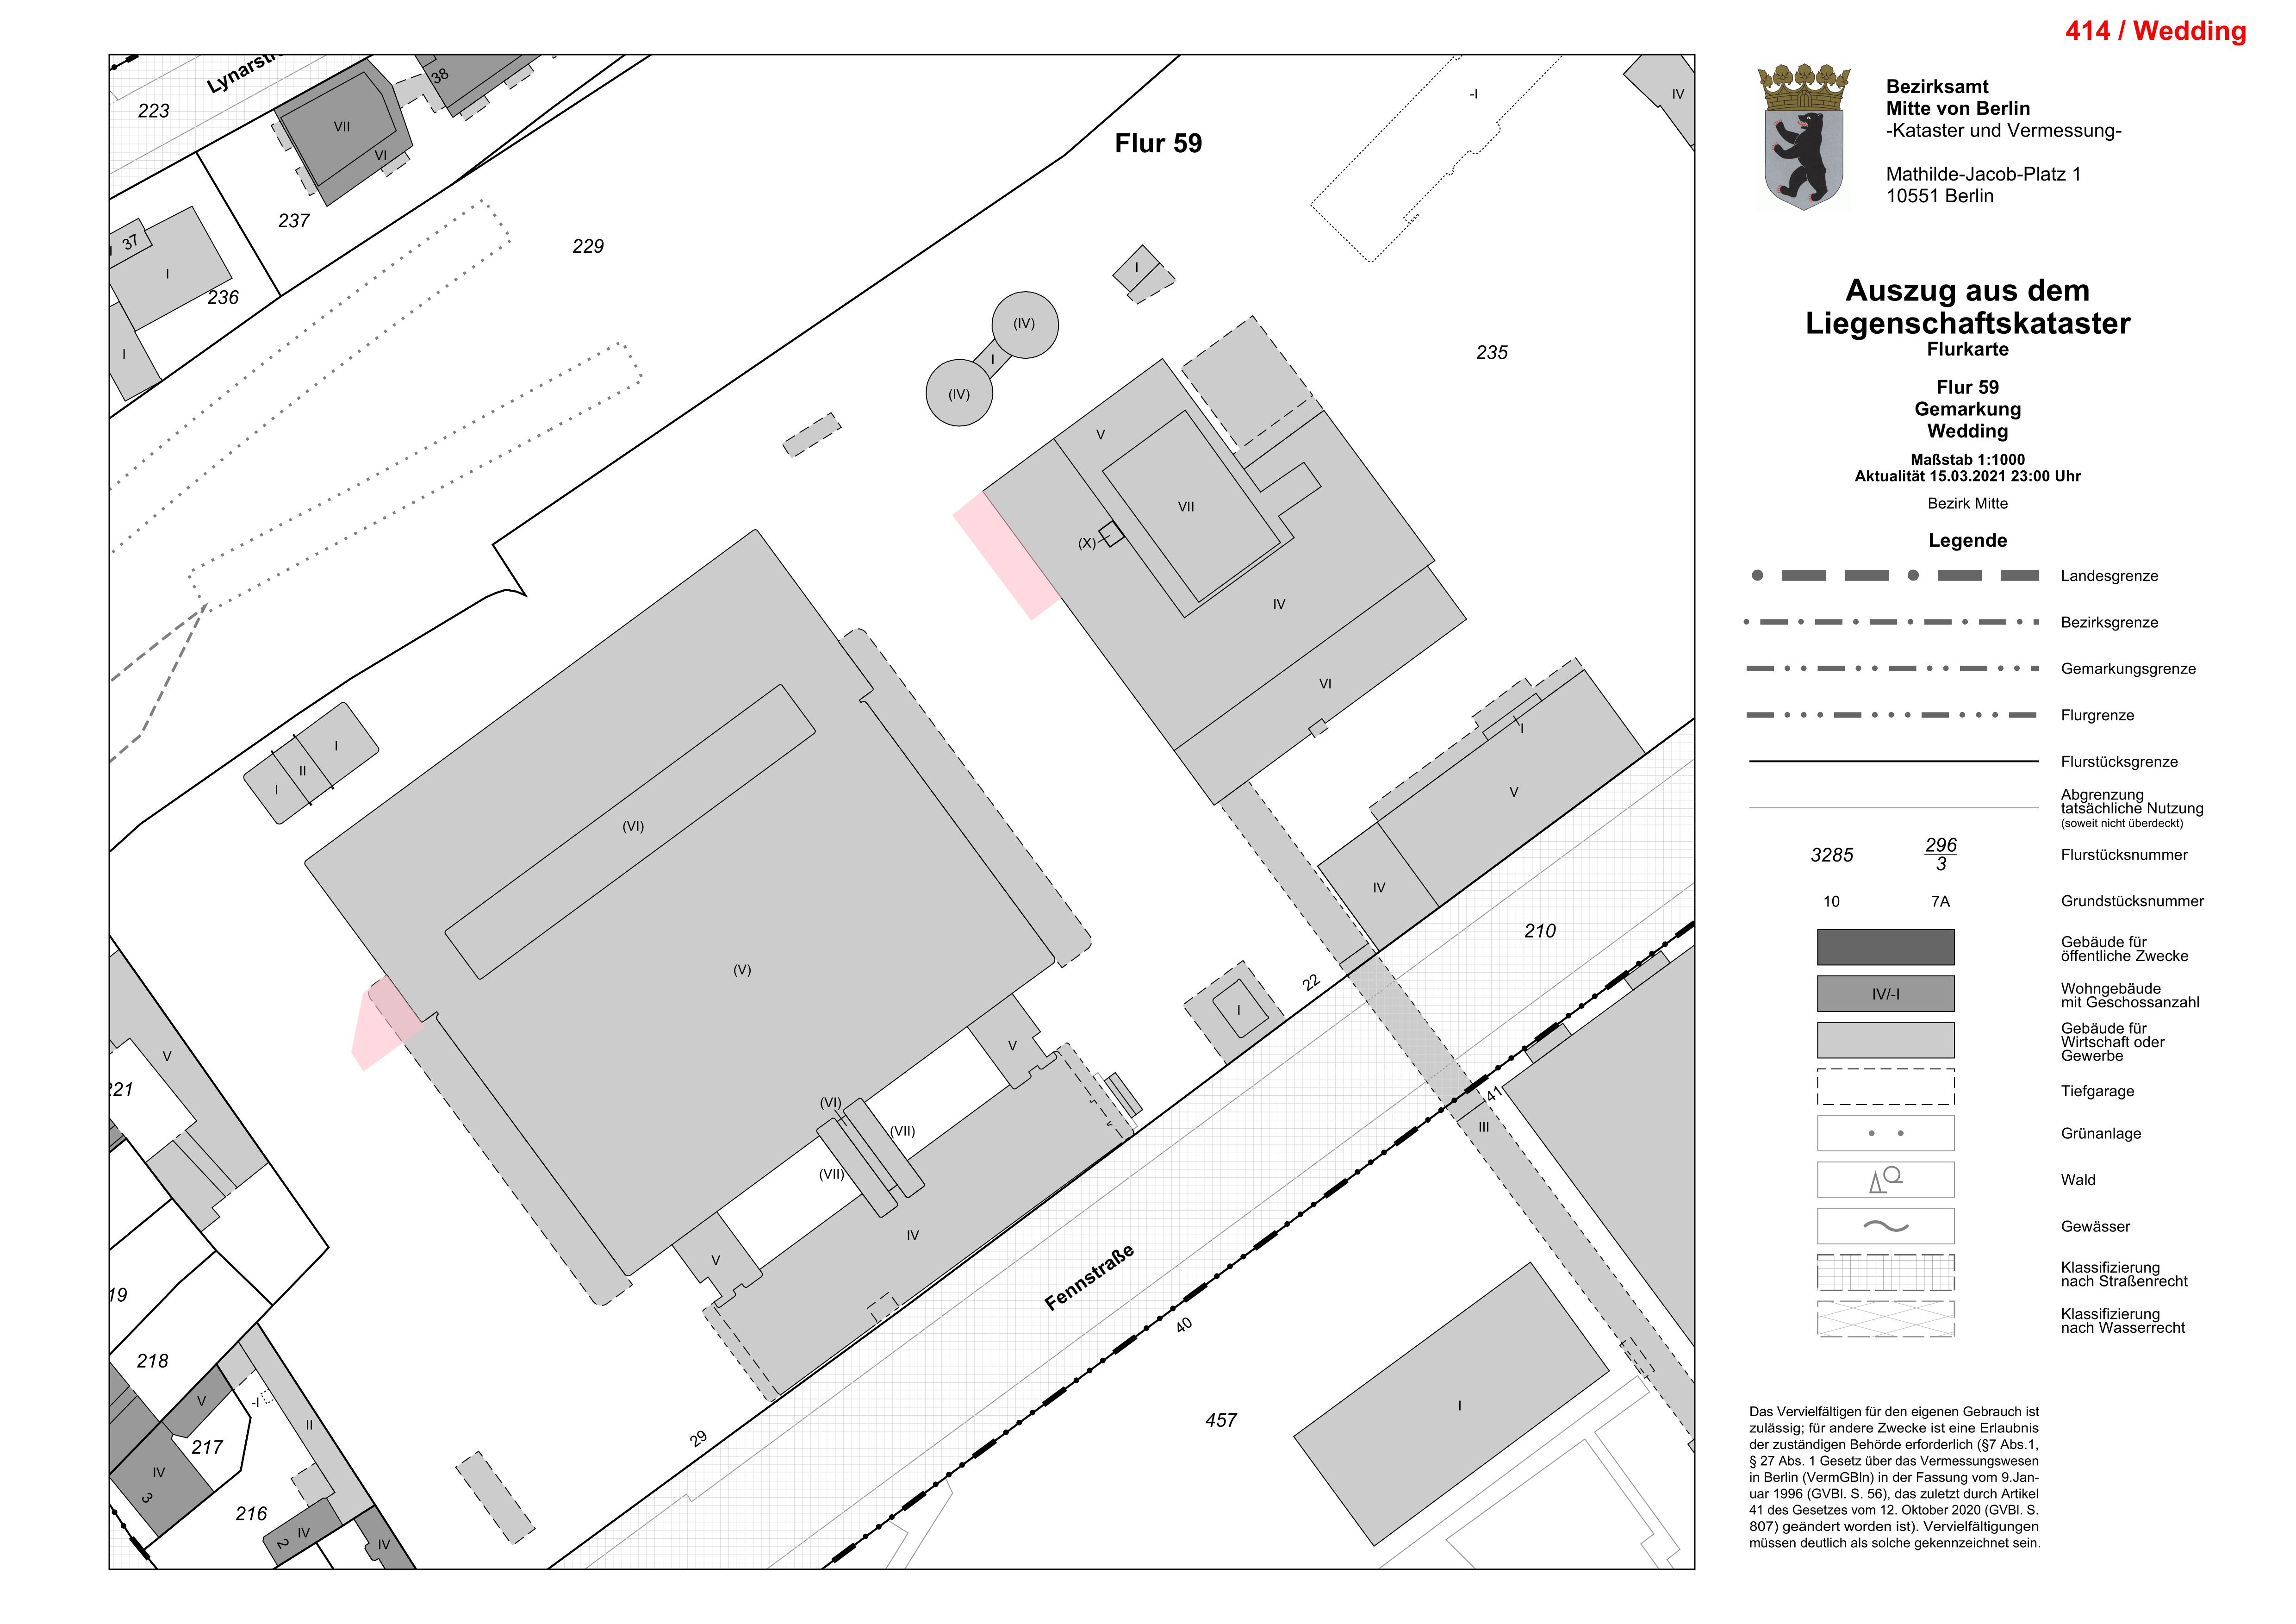 414 / Wedding
Bezirksamt
Mitte von Berlin
-Kataster und Vermessung-
Mathilde-Jacob-Platz 1
10551 Berlin
Auszug aus dem
Liegenschaftskataster
Flurkarte
Flur 59
Gemarkung
Wedding
Maßstab 1:1000
Aktualität 15.03.2021 23:00 Uhr
Bezirk Mitte
Legende
Landesgrenze
Bezirksgrenze
Gemarkungsgrenze
Flurgrenze
Flurstücksgrenze
Abgrenzung
tatsächliche Nutzung
(soweit nicht überdeckt)
3285 296/3 Flurstücksnummer
10 7A Grundstücksnummer
Gebäude für
öffentliche Zwecke
IV/-I
Wohngebäude
mit Geschossanzahl
Gebäude für
Wirtschaft oder
Gewerbe
Tiefgarage
Grünanlage
Wald
Gewässer
Klassifizierung
nach Straßenrecht
Klassifizierung
nach Wasserrecht
Das Vervielfältigen für den eigenen Gebrauch ist
zulässig; für andere Zwecke ist eine Erlaubnis
der zuständigen Behörde erforderlich (§7 Abs.1,
§ 27 Abs. 1 Gesetz über das Vermessungswesen
in Berlin (VermGBln) in der Fassung vom 9.Jan-
uar 1996 (GVBl. S. 56), das zuletzt durch Artikel
41 des Gesetzes vom 12. Oktober 2020 (GVBl. S.
807) geändert worden ist). Vervielfältigungen
müssen deutlich als solche gekennzeichnet sein.
223
38
VII
VI
Flur 59
-I
IV
237
37
I
236
229
I
I
(IV)
I
(IV)
235
V
VII
(X)
IV
VI
I
V
IV
I
II
I
(VI)
(V)
210
22
I
V
V
221
41
III
(VI)
(VII)
(VII)
IV
V
Fennstraße
40
218
V
-I
II
217
IV
3
29
457
I
216
IV
2
IV